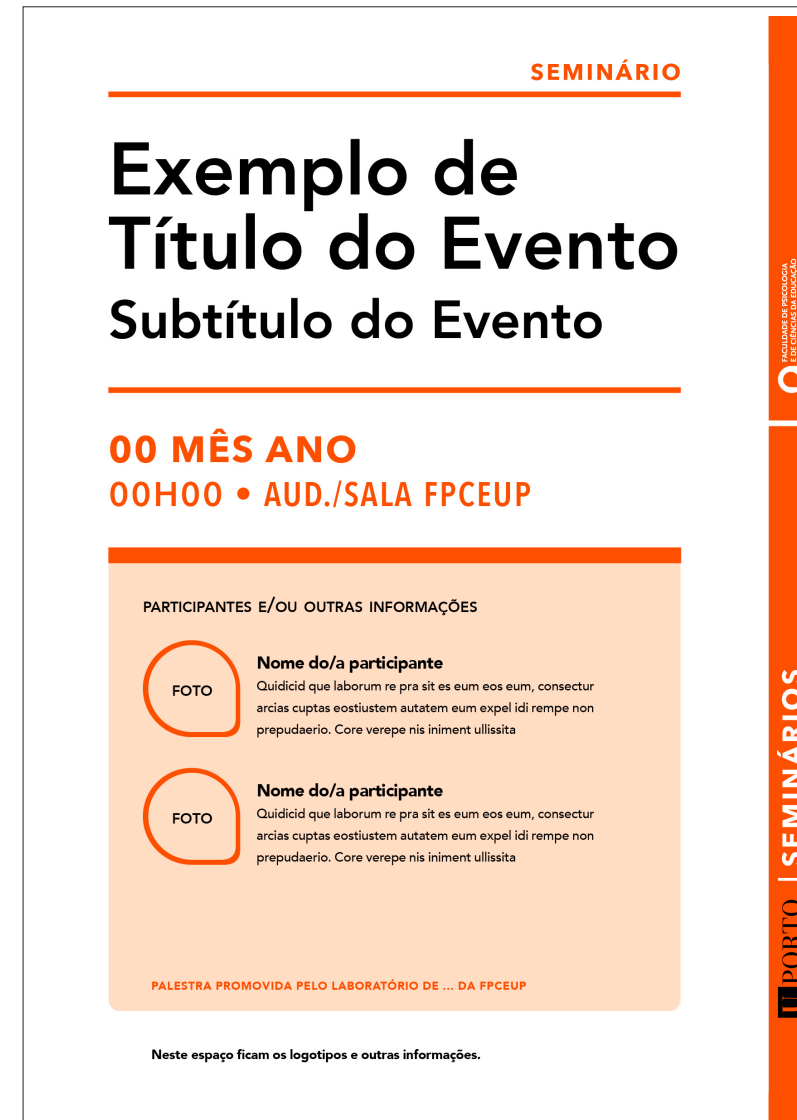 SEMINÁRIO
Exemplo de
Título do Evento
Subtítulo do Evento
00 MÊS ANO
00H00 • AUD./SALA FPCEUP
PARTICIPANTES E/OU OUTRAS INFORMAÇÕES
FOTO
Nome do/a participante
Quidicid que laborum re pra sit es eum eos eum, consectur
arcias cuptas eostiustem autatem eum expel idi rempe non
prepudaerio. Core verepe nis iniment ullissita
FOTO
Nome do/a participante
Quidicid que laborum re pra sit es eum eos eum, consectur
arcias cuptas eostiustem autatem eum expel idi rempe non
prepudaerio. Core verepe nis iniment ullissita
PALESTRA PROMOVIDA PELO LABORATÓRIO DE ... DA FPCEUP
Neste espaço ficam os logotipos e outras informações.
FACULDADE DE PSICOLOGIA
E DE CIÊNCIAS DA EDUCAÇÃO
SEMINÁRIOS
U.PORTO